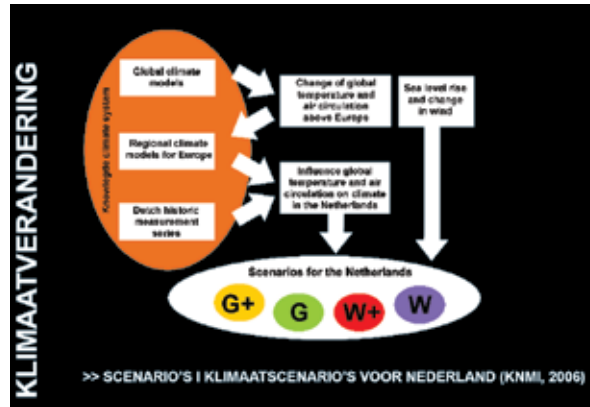 KLIMAATVERANDERING
Knowlegde climate system
Global climate
models
Change of global
temperature and
air circulation
above Europe
Sea level rise
and change
in wind
Regional climate
models for Europe
Influence global
temperature and air
circulation on climate
in the Netherlands
Dutch historic
measurement
series
Scenarios for the Netherlands
G+
G
W+
W
>> SCENARIO'S I KLIMAATSCENARIO'S VOOR NEDERLAND (KNMI, 2006)